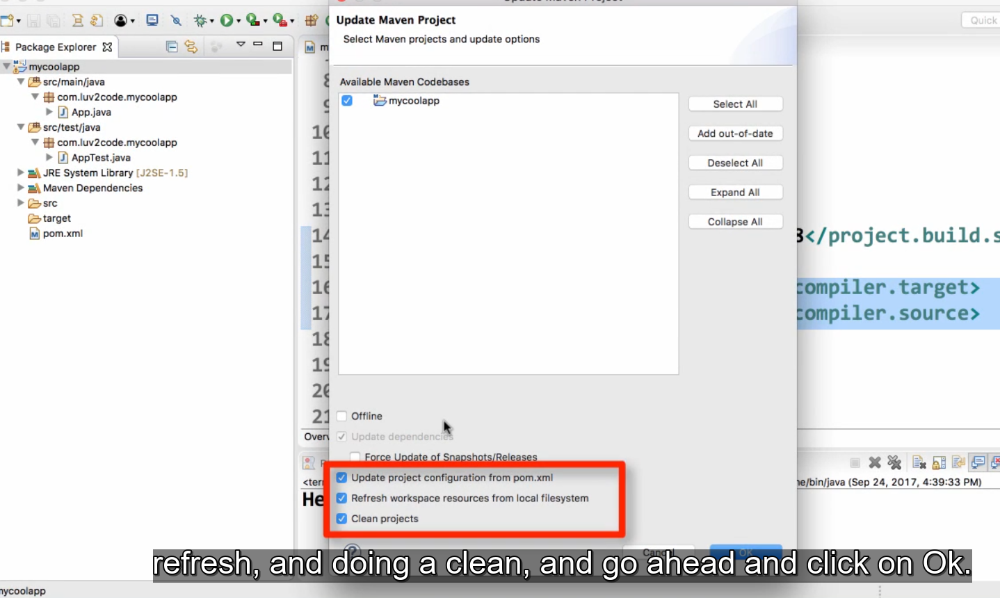 Update Maven Project
Quick
Package Explorer
Update Maven Project
Select Maven projects and update options
mycoolapp
src/main/java
com.luv2code.mycoolapp
App.java
src/test/java
com.luv2code.mycoolapp
AppTest.java
JRE System Library [J2SE-1.5]
Maven Dependencies
src
target
pom.xml
8
9
10
11
12
13
14
15
16
17
18
19
20
21
Available Maven Codebases
mycoolapp
Select All
Add out-of-date
Deselect All
Expand All
Collapse All
8</project.build.s
compiler.target>
compiler.source>
Offline
Update dependencies
Force Update of Snapshots/Releases
Update project configuration from pom.xml
Refresh workspace resources from local filesystem
Clean projects
Overv
<terr
He
ne/bin/java (Sep 24, 2017, 4:39:33 PM)
Cancel
OK
refresh, and doing a clean, and go ahead and click on Ok.
mycoolapp